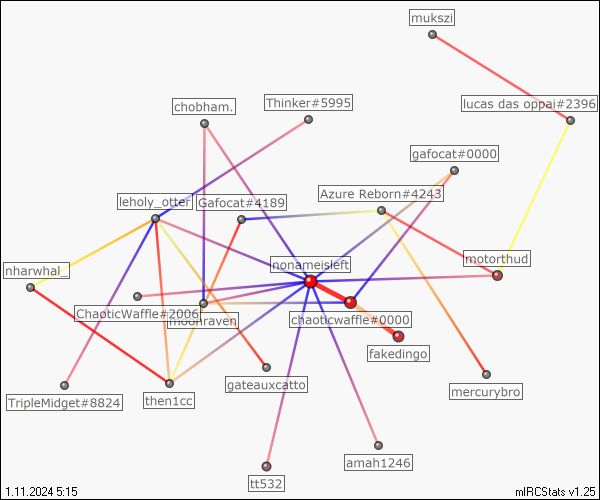 mukszi
Thinker#5995
lucas das oppai#2396
chobham.
gafocat#0000
Azure Reborn#4243
leholy_otter
Gafocat#4189
motorthud
nonameisleft
nharwhal_
ChaoticWaffle#2006
moonraven
chaoticwaffle#0000
fakedingo
gateauxcatto
mercurybro
TripleMidget#8824
then1cc
amah1246
tt532
1.11.2024 5:15
mIRCStats v1.25